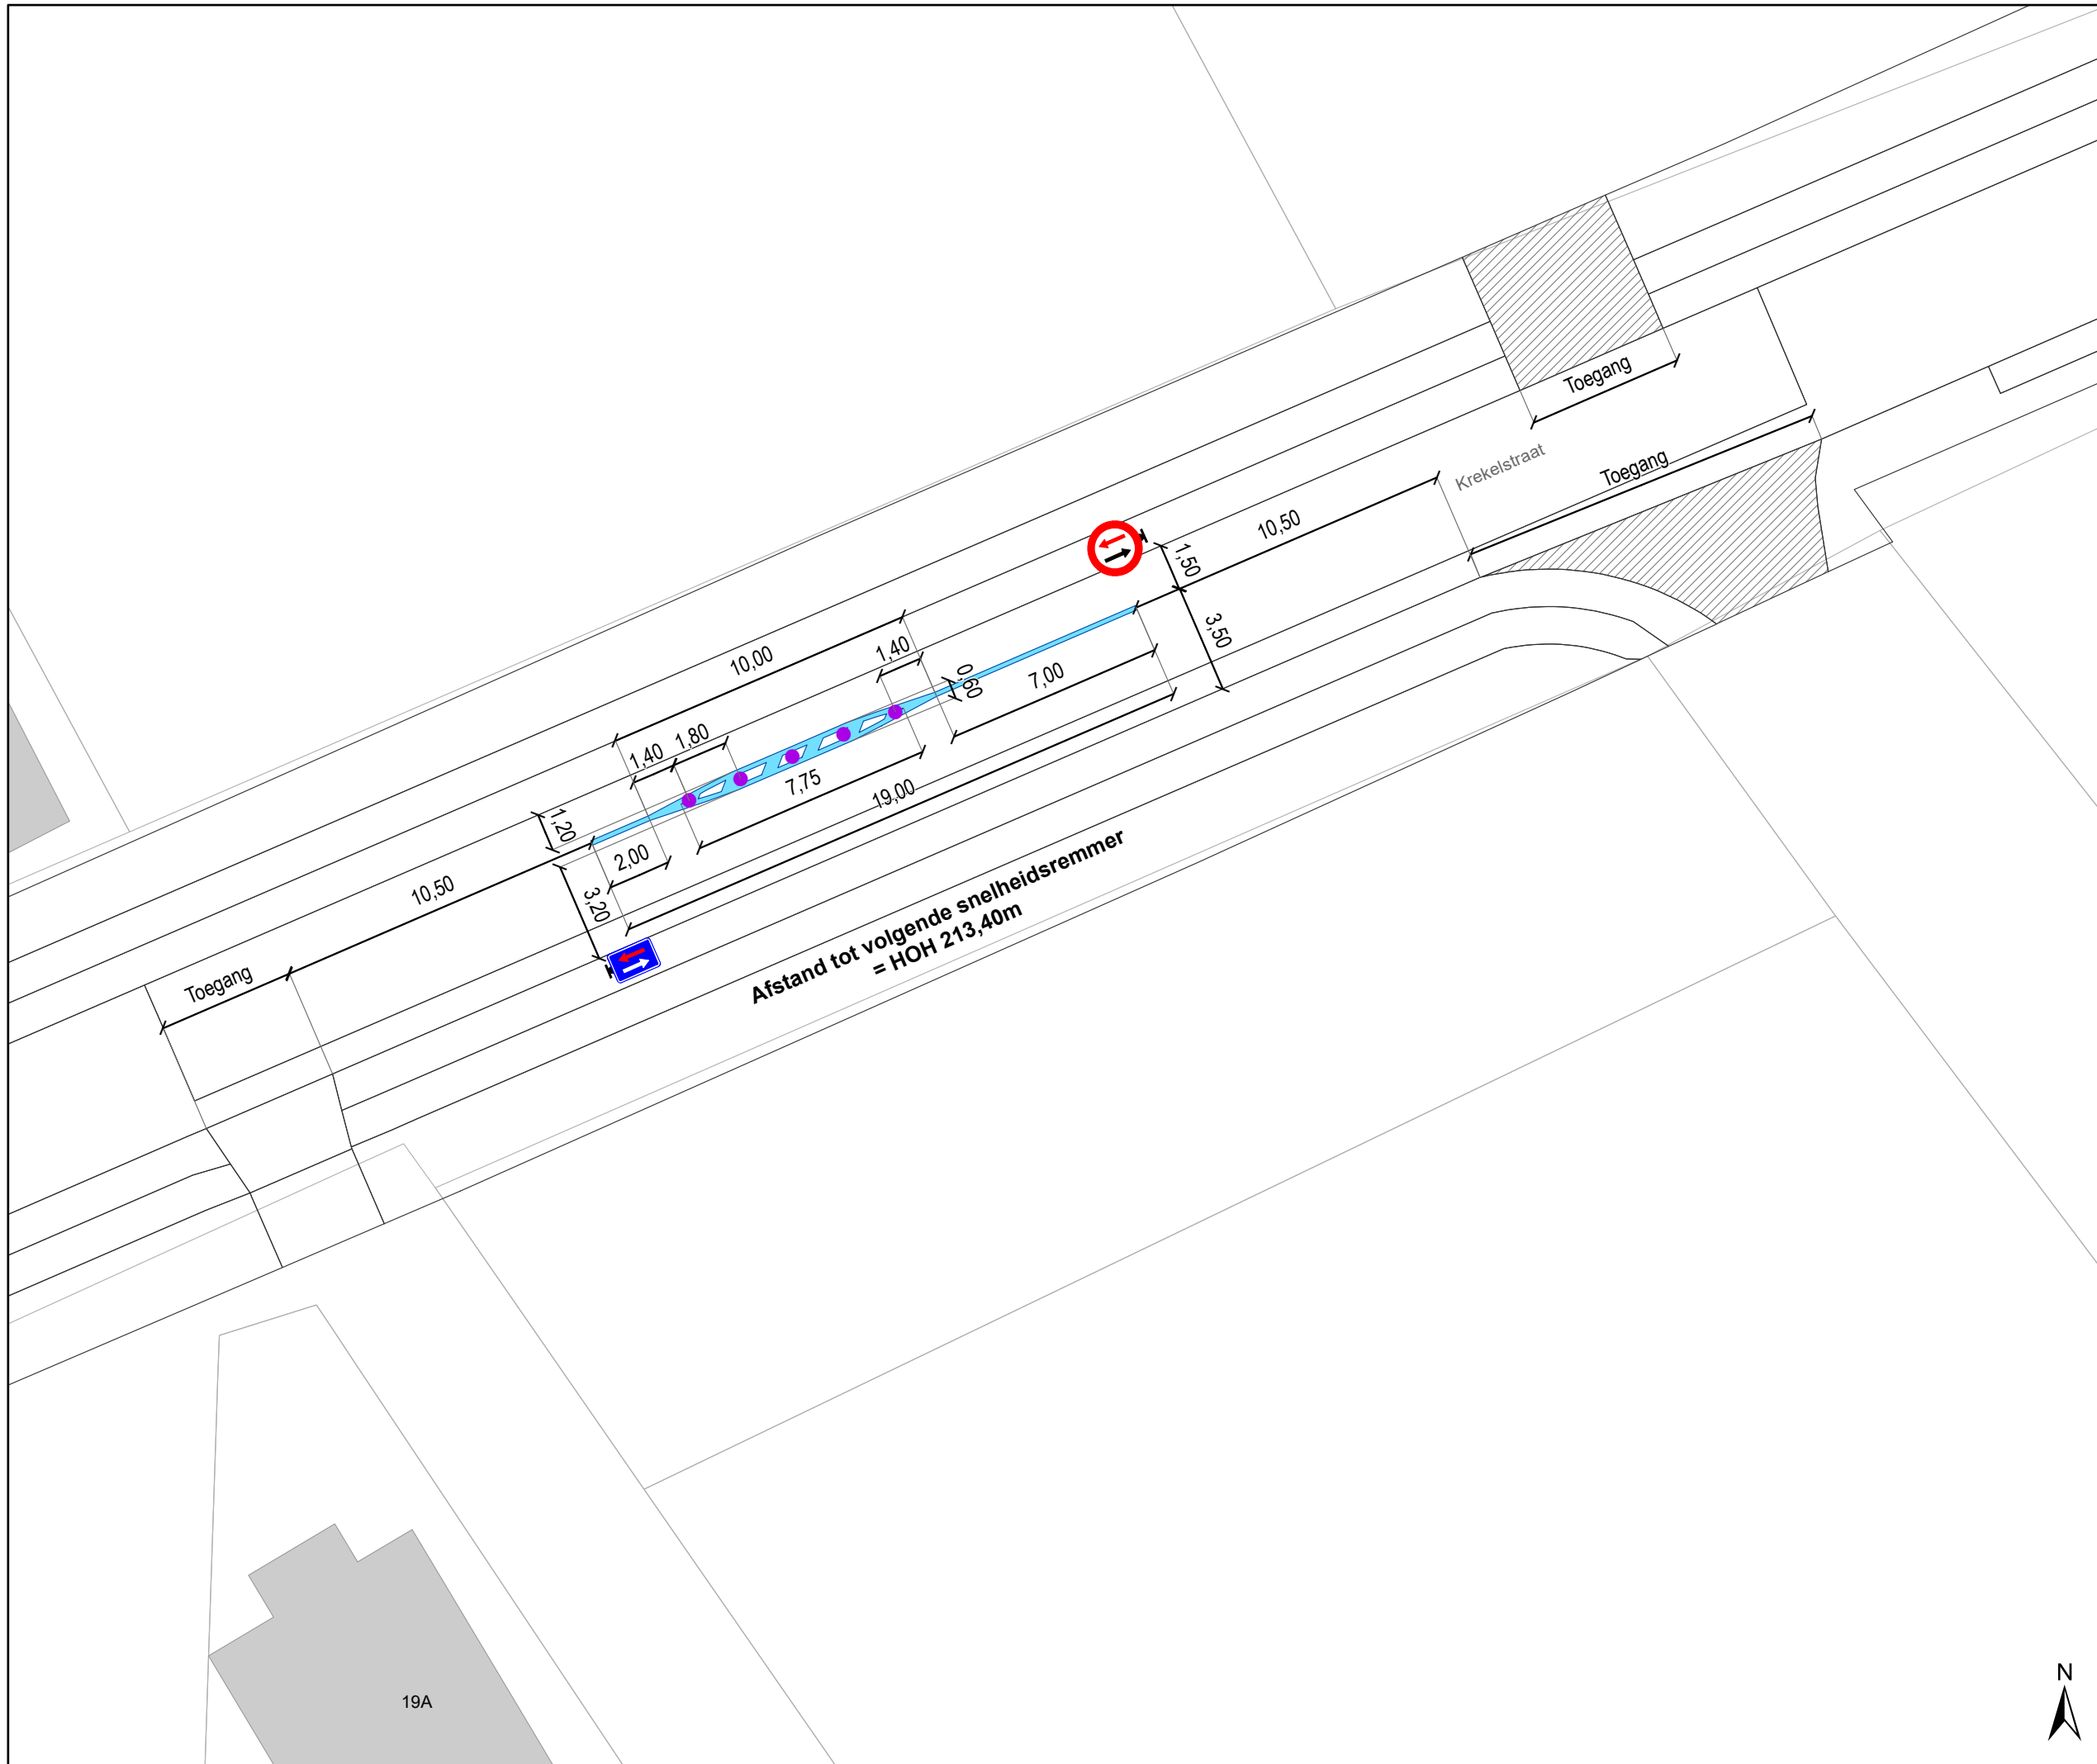 Toegang
Krekelstraat
Toegang
10,50
1,50
3,50
10,00
1,40
0,60
7,00
1,40
1,80
7,75
19,00
1,20
2,00
3,20
10,50
Toegang
Afstand tot volgende snelheidsremmer
= HOH 213,40m
19A
N